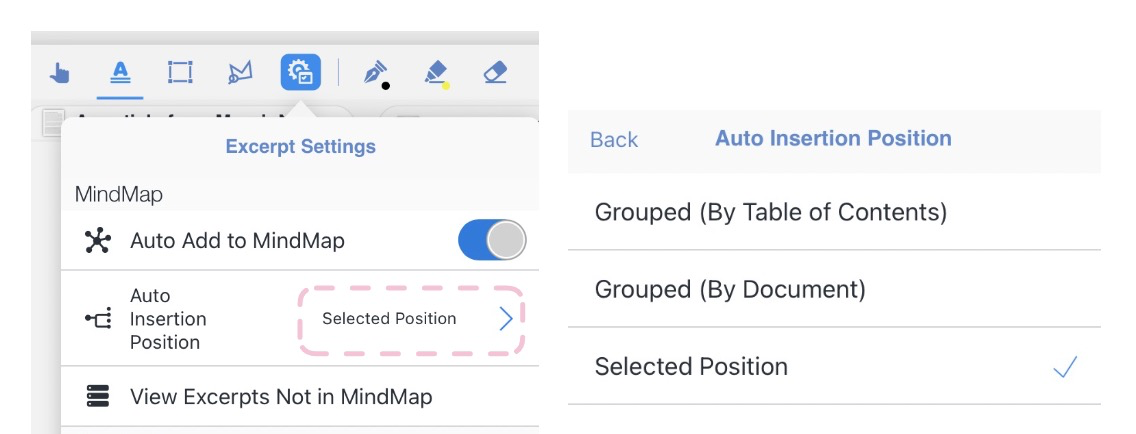 A
Excerpt Settings
MindMap
Auto Add to MindMap
Auto
Insertion
Position
Selected Position
View Excerpts Not in MindMap
Back
Auto Insertion Position
Grouped (By Table of Contents)
Grouped (By Document)
Selected Position